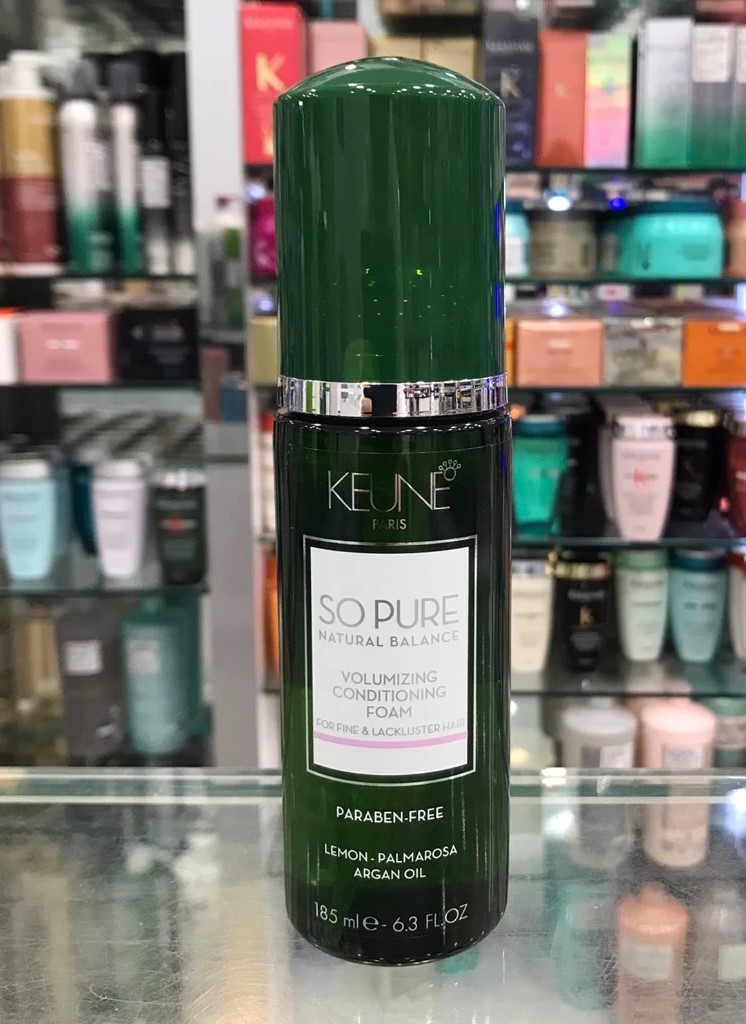 KEUNE
PARIS
SO PURE
NATURAL BALANCE
VOLUMIZING
CONDITIONING
FOAM
FOR FINE & LACKLUSTER HAIR
PARABEN-FREE
LEMON - PALMAROSA
ARGAN OIL
185 ml e - 6.3 FL.OZ